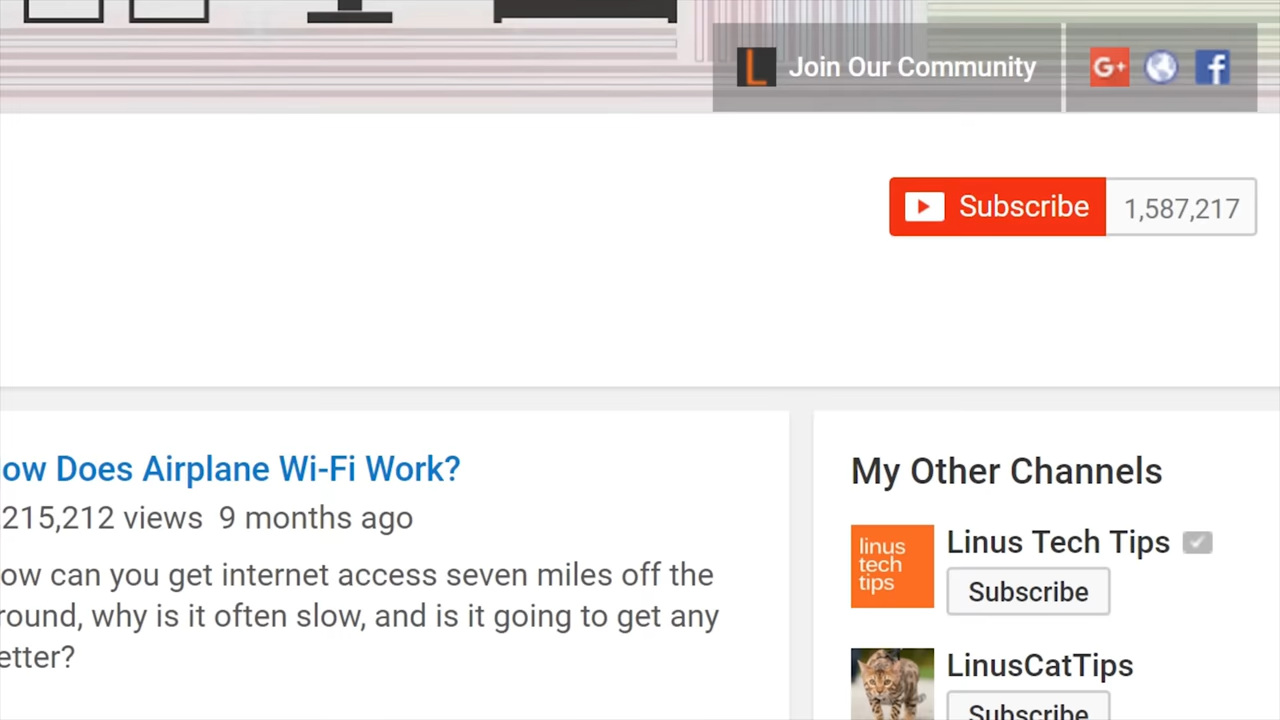 L Join Our Community G+ f
Subscribe 1,587,217
ow Does Airplane Wi-Fi Work?
215,212 views 9 months ago
ow can you get internet access seven miles off the
round, why is it often slow, and is it going to get any
etter?
My Other Channels
linus
tech
tips
Linus Tech Tips
Subscribe
LinusCatTips
Subscribe